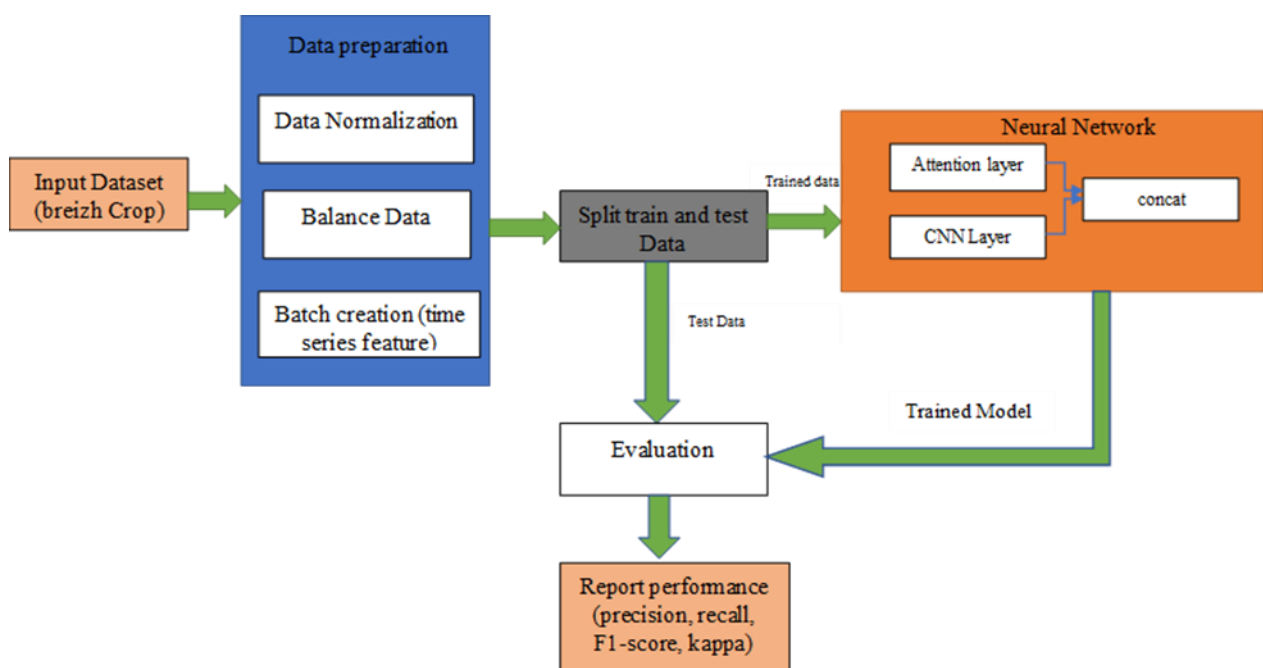 Data preparation
Data Normalization
Balance Data
Batch creation (time
series feature)
Input Dataset
(breizh Crop)
Split train and test
Data
Trained data
Neural Network
Attention layer
CNN Layer
concat
Test Data
Trained Model
Evaluation
Report performance
(precision, recall,
F1-score, kappa)